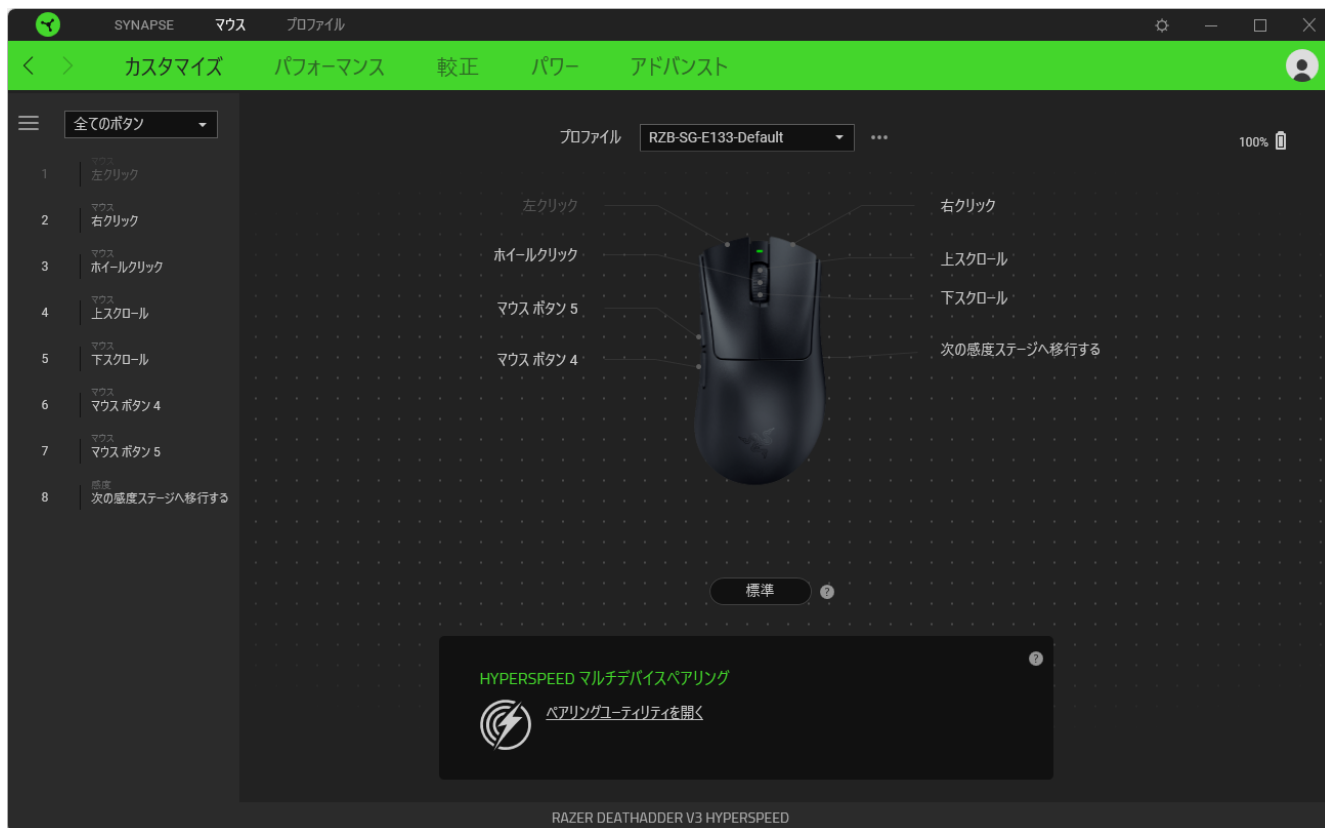 SYNAPSE マウス プロファイル
カスタマイズ パフォーマンス 較正 パワー アドバンスト
全てのボタン
プロファイル RZB-SG-E133-Default
100%
1 マウス
左クリック
2 マウス
右クリック
3 マウス
ホイールクリック
4 マウス
上スクロール
5 マウス
下スクロール
6 マウス
マウス ボタン 4
7 マウス
マウス ボタン 5
8 感度
次の感度ステージへ移行する
左クリック
ホイールクリック
マウス ボタン 5
マウス ボタン 4
右クリック
上スクロール
下スクロール
次の感度ステージへ移行する
標準 ?
?
HYPERSPEED マルチデバイスペアリング
ペアリングユーティリティを開く
RAZER DEATHADDER V3 HYPERSPEED